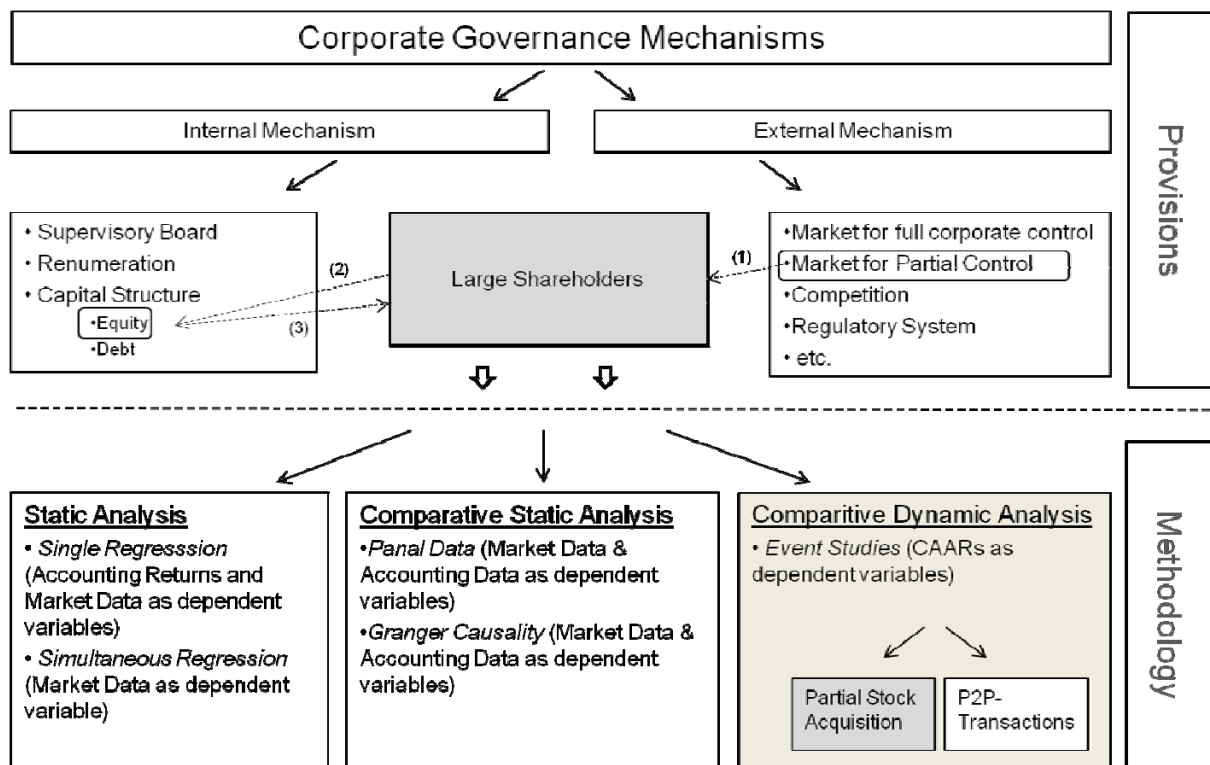 Corporate Governance Mechanisms
Provisions
Internal Mechanism
External Mechanism
• Supervisory Board
• Renumeration
• Capital Structure
•Equity
•Debt
(2)
(3)
Large Shareholders
(1)
•Market for full corporate control
•Market for Partial Control
•Competition
•Regulatory System
• etc.
Methodology
Static Analysis
• Single Regresssion
(Accounting Returns and
Market Data as dependent
variables)
• Simultaneous Regression
(Market Data as dependent
variable)
Comparative Static Analysis
•Panal Data (Market Data &
Accounting Data as dependent
variables)
•Granger Causality (Market Data &
Accounting Data as dependent
variables)
Comparitive Dynamic Analysis
• Event Studies (CAARs as
dependent variables)
Partial Stock
Acquisition
P2P-
Transactions